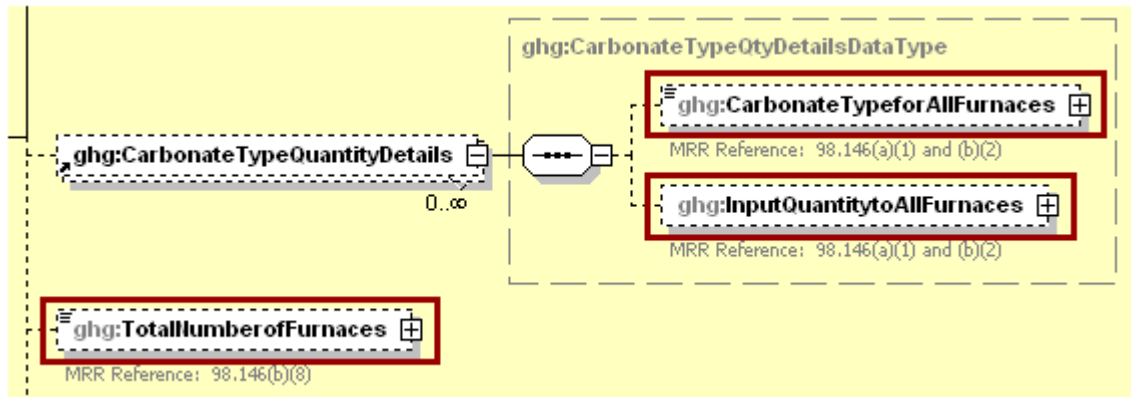 ghg:CarbonateTypeQtyDetailsDataType
ghg:CarbonateTypeforAllFurnaces
MRR Reference: 98.146(a)(1) and (b)(2)
ghg:CarbonateTypeQuantityDetails
0..∞
ghg:InputQuantitytoAllFurnaces
MRR Reference: 98.146(a)(1) and (b)(2)
ghg:TotalNumberofFurnaces
MRR Reference: 98.146(b)(8)